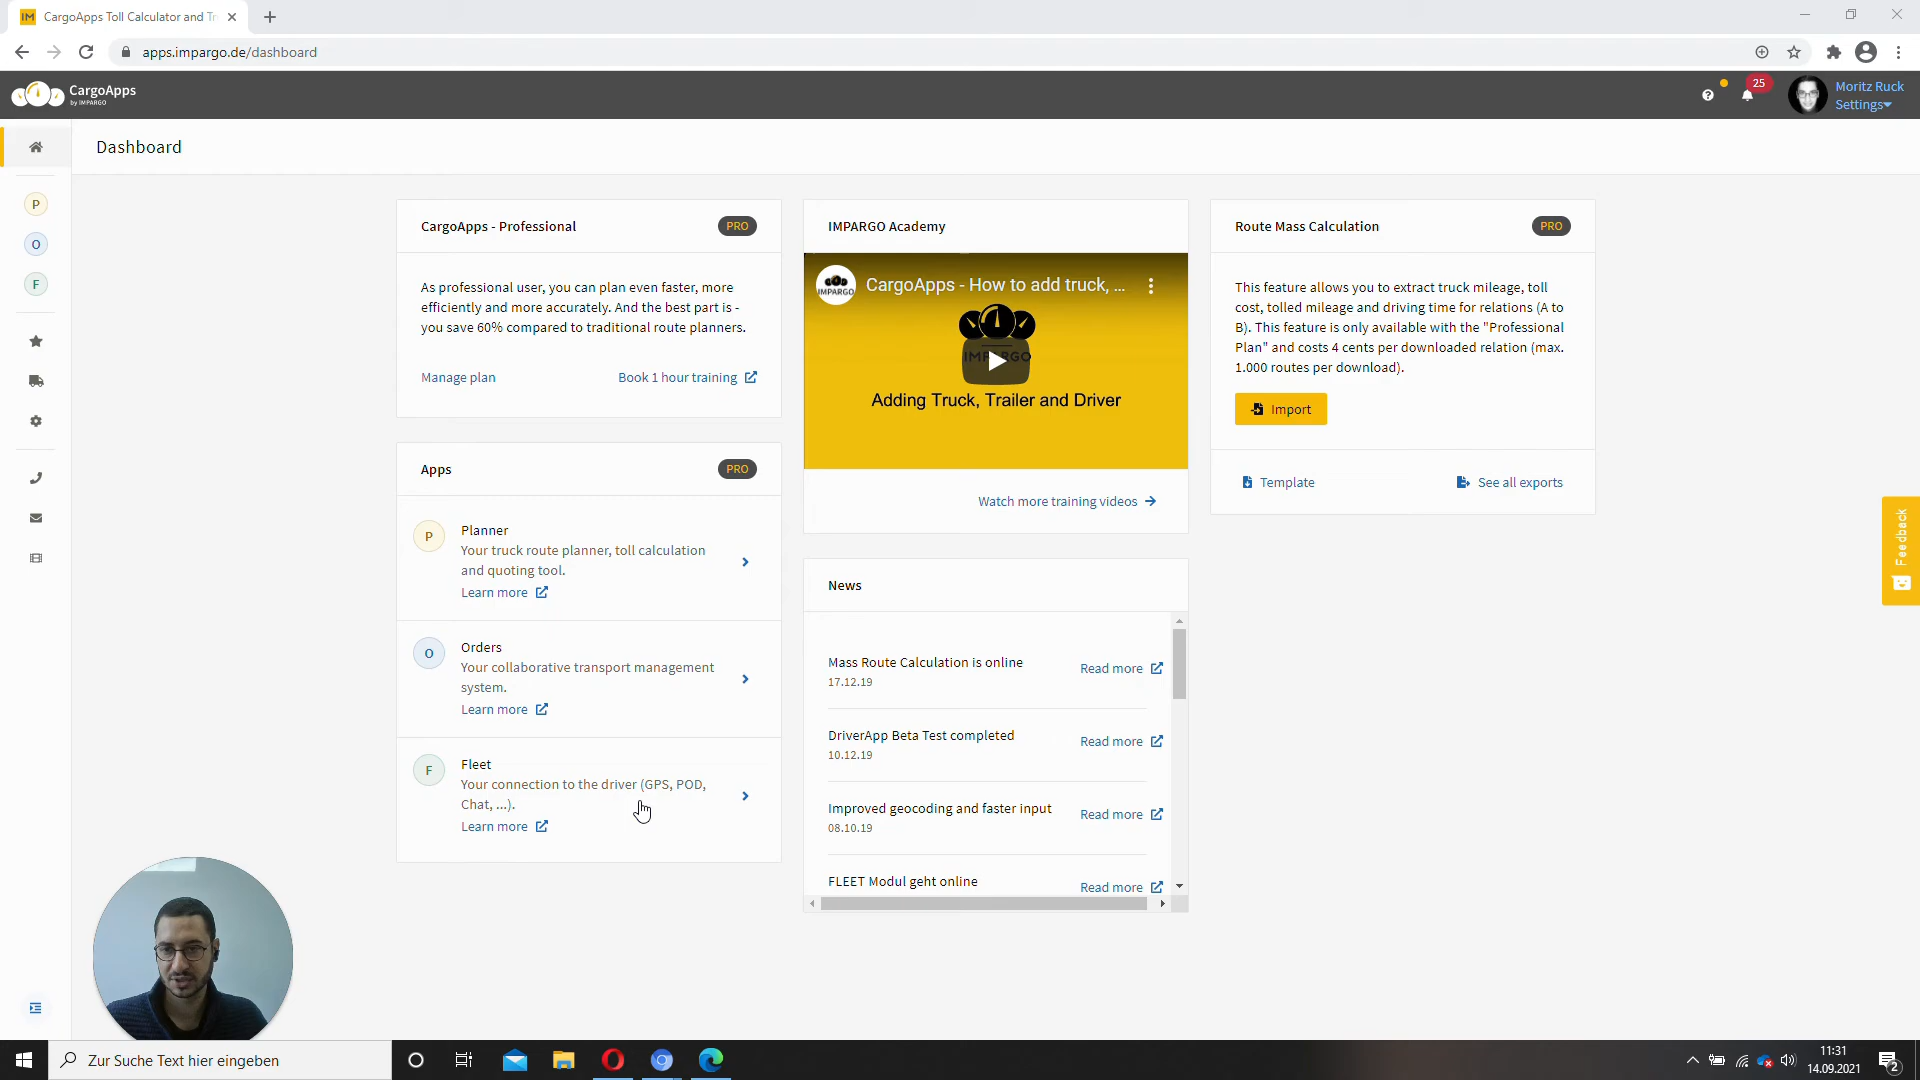 CargoApps Toll Calculator and Tr
apps.impargo.de/dashboard
CargoApps
by IMPARGO
25
Moritz Ruck
Settings
Dashboard
P
O
F
CargoApps - Professional
PRO
As professional user, you can plan even faster, more
efficiently and more accurately. And the best part is -
you save 60% compared to traditional route planners.
Manage plan
Book 1 hour training
Apps
PRO
P
Planner
Your truck route planner, toll calculation
and quoting tool.
Learn more
O
Orders
Your collaborative transport management
system.
Learn more
F
Fleet
Your connection to the driver (GPS, POD,
Chat, ...).
Learn more
IMPARGO Academy
IMPARGO
CargoApps - How to add truck, ...
IMPARGO
Adding Truck, Trailer and Driver
Watch more training videos
News
Mass Route Calculation is online
17.12.19
Read more
DriverApp Beta Test completed
10.12.19
Read more
Improved geocoding and faster input
08.10.19
Read more
FLEET Modul geht online
Read more
Route Mass Calculation
PRO
This feature allows you to extract truck mileage, toll
cost, tolled mileage and driving time for relations (A to
B). This feature is only available with the "Professional
Plan" and costs 4 cents per downloaded relation (max.
1.000 routes per download).
Import
Template
See all exports
Feedback
Zur Suche Text hier eingeben
11:31
14.09.2021
2